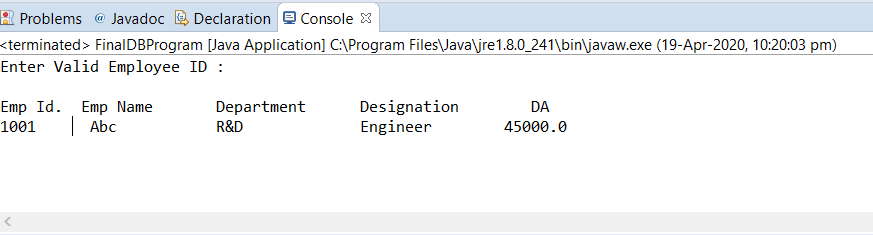 Problems @ Javadoc Declaration Console
<terminated> FinalDBProgram [Java Application] C:\Program Files\Java\jre1.8.0_241\bin\javaw.exe (19-Apr-2020, 10:20:03 pm)
Enter Valid Employee ID :
Emp Id. Emp Name Department Designation DA
1001 Abc R&D Engineer 45000.0